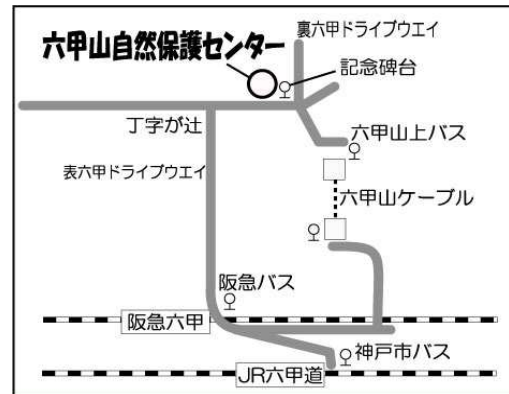 裏六甲ドライブウエイ
六甲山自然保護センター
記念碑台
丁字が辻
六甲山上バス
表六甲ドライブウエイ
六甲山ケーブル
阪急バス
阪急六甲
神戸市バス
JR六甲道